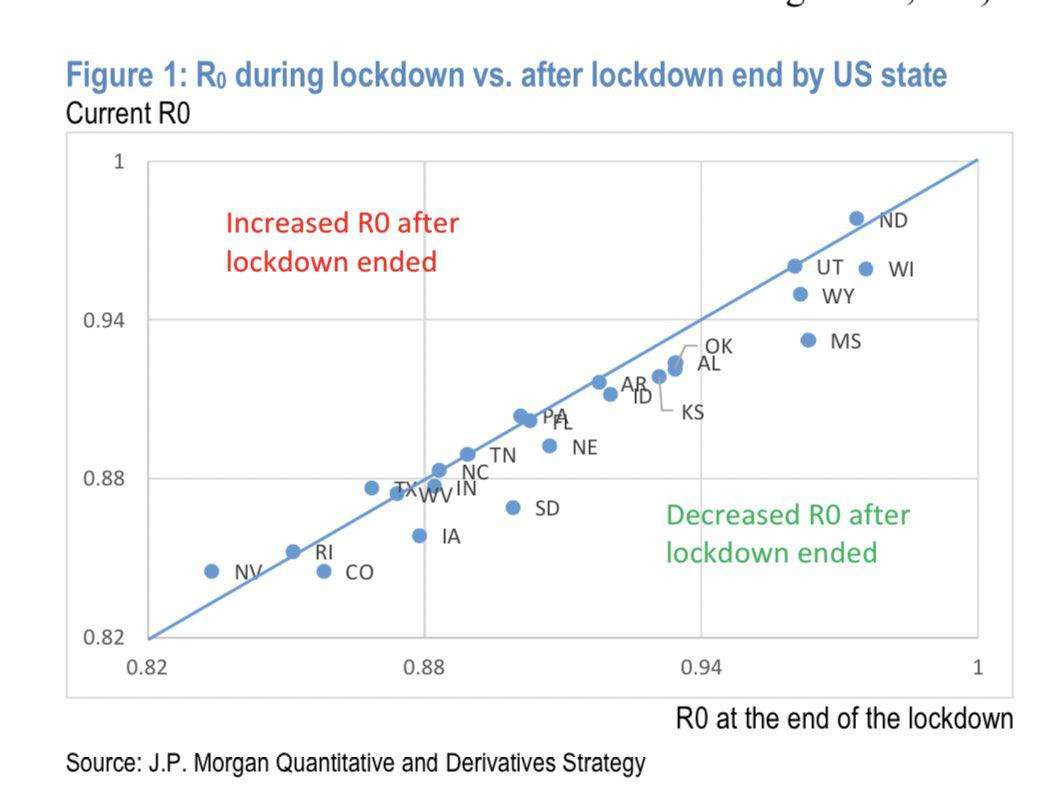 Figure 1: R0 during lockdown vs. after lockdown end by US state
Current R0
1
Increased R0 after
lockdown ended
ND
UT
WI
WY
0.94
MS
OK
AL
AR
ID
KS
PA
FL
NE
TN
NC
0.88
TX
WV
IN
SD
Decreased R0 after
lockdown ended
IA
RI
NV
CO
0.82
0.82
0.88
0.94
1
R0 at the end of the lockdown
Source: J.P. Morgan Quantitative and Derivatives Strategy